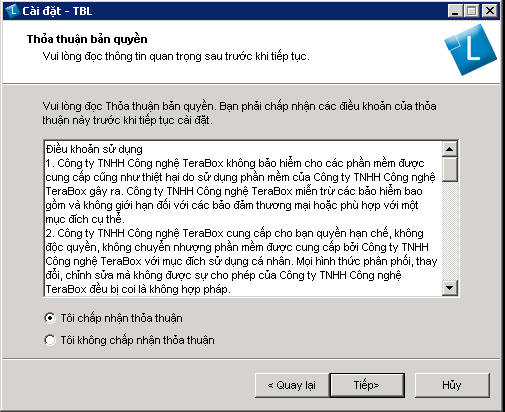 Cài đặt - TBL
Thỏa thuận bản quyền
Vui lòng đọc thông tin quan trọng sau trước khi tiếp tục.
L
Vui lòng đọc Thỏa thuận bản quyền. Bạn phải chấp nhận các điều khoản của thỏa
thuận này trước khi tiếp tục cài đặt.
Điều khoản sử dụng
1. Công ty TNHH Công nghệ TeraBox không bảo hiểm cho các phần mềm được
cung cấp cũng như thiệt hại do sử dụng phần mềm của Công ty TNHH Công nghệ
TeraBox gây ra. Công ty TNHH Công nghệ TeraBox miễn trừ các bảo hiểm bao
gồm và không giới hạn đối với các bảo đảm thương mại hoặc phù hợp với một
mục đích cụ thể.
2. Công ty TNHH Công nghệ TeraBox cung cấp cho bạn quyền hạn chế, không
độc quyền, không chuyển nhượng phần mềm được cung cấp bởi Công ty TNHH
Công nghệ TeraBox với mục đích sử dụng cá nhân. Mọi hình thức phân phối, thay
đổi, chỉnh sửa mà không được sự cho phép của Công ty TNHH Công nghệ
TeraBox đều bị coi là không hợp pháp.
Tôi chấp nhận thỏa thuận
Tôi không chấp nhận thỏa thuận
< Quay lại
Tiếp>
Hủy